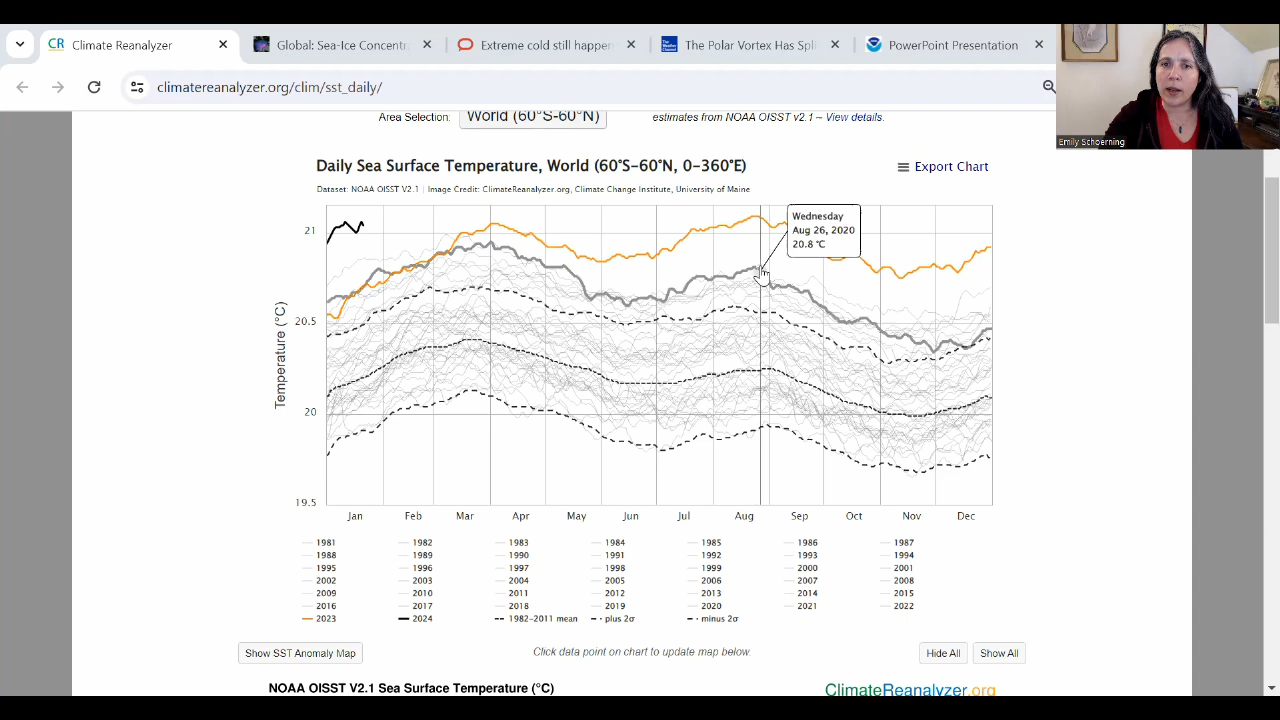 Climate Reanalyzer
Global: Sea-Ice Concentr
Extreme cold still happen
The Weather Channel
The Polar Vortex Has Spl
PowerPoint Presentation
climatereanalyzer.org/clim/sst_daily/
Emily Schoerning
Area Selection: World (60°S-60°N) estimates from NOAA OISST v2.1 – View details.
Daily Sea Surface Temperature, World (60°S–60°N, 0–360°E)
Export Chart
Dataset: NOAA OISST V2.1 | Image Credit: ClimateReanalyzer.org, Climate Change Institute, University of Maine
Wednesday
Aug 26, 2020
20.8 ℃
Temperature (°C)
21
20.5
20
19.5
Jan Feb Mar Apr May Jun Jul Aug Sep Oct Nov Dec
1981 1982 1983 1984 1985 1986 1987
1988 1989 1990 1991 1992 1993 1994
1995 1996 1997 1998 1999 2000 2001
2002 2003 2004 2005 2006 2007 2008
2009 2010 2011 2012 2013 2014 2015
2016 2017 2018 2019 2020 2021 2022
2023 2024 1982–2011 mean plus 2σ minus 2σ
Show SST Anomaly Map
Click data point on chart to update map below.
Hide All
Show All
NOAA OISST V2.1 Sea Surface Temperature (°C)
ClimateReanalyzer.org